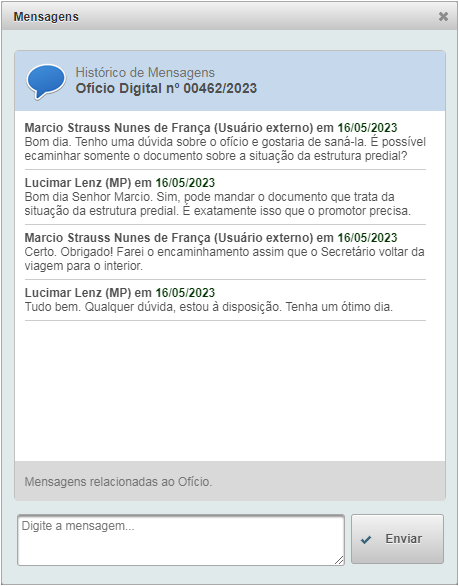 Mensagens
Histórico de Mensagens
Ofício Digital nº 00462/2023
Marcio Strauss Nunes de França (Usuário externo) em 16/05/2023
Bom dia. Tenho uma dúvida sobre o ofício e gostaria de saná-la. É possível
ecaminhar somente o documento sobre a situação da estrutura predial?
Lucimar Lenz (MP) em 16/05/2023
Bom dia Senhor Marcio. Sim, pode mandar o documento que trata da
situação da estrutura predial. É exatamente isso que o promotor precisa.
Marcio Strauss Nunes de França (Usuário externo) em 16/05/2023
Certo. Obrigado! Farei o encaminhamento assim que o Secretário voltar da
viagem para o interior.
Lucimar Lenz (MP) em 16/05/2023
Tudo bem. Qualquer dúvida, estou à disposição. Tenha um ótimo dia.
Mensagens relacionadas ao Ofício.
Digite a mensagem...
Enviar